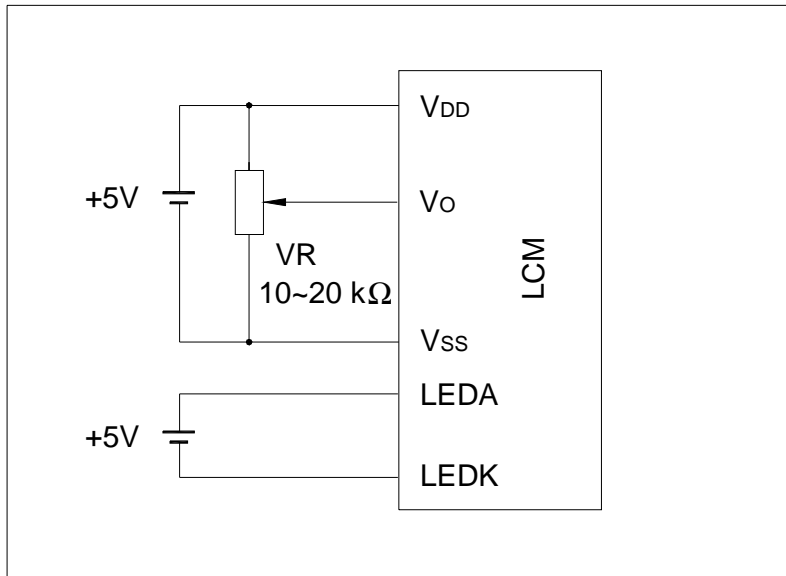 VDD
+5V
VO
LCM
VR
10~20 kΩ
VSS
LEDA
+5V
LEDK